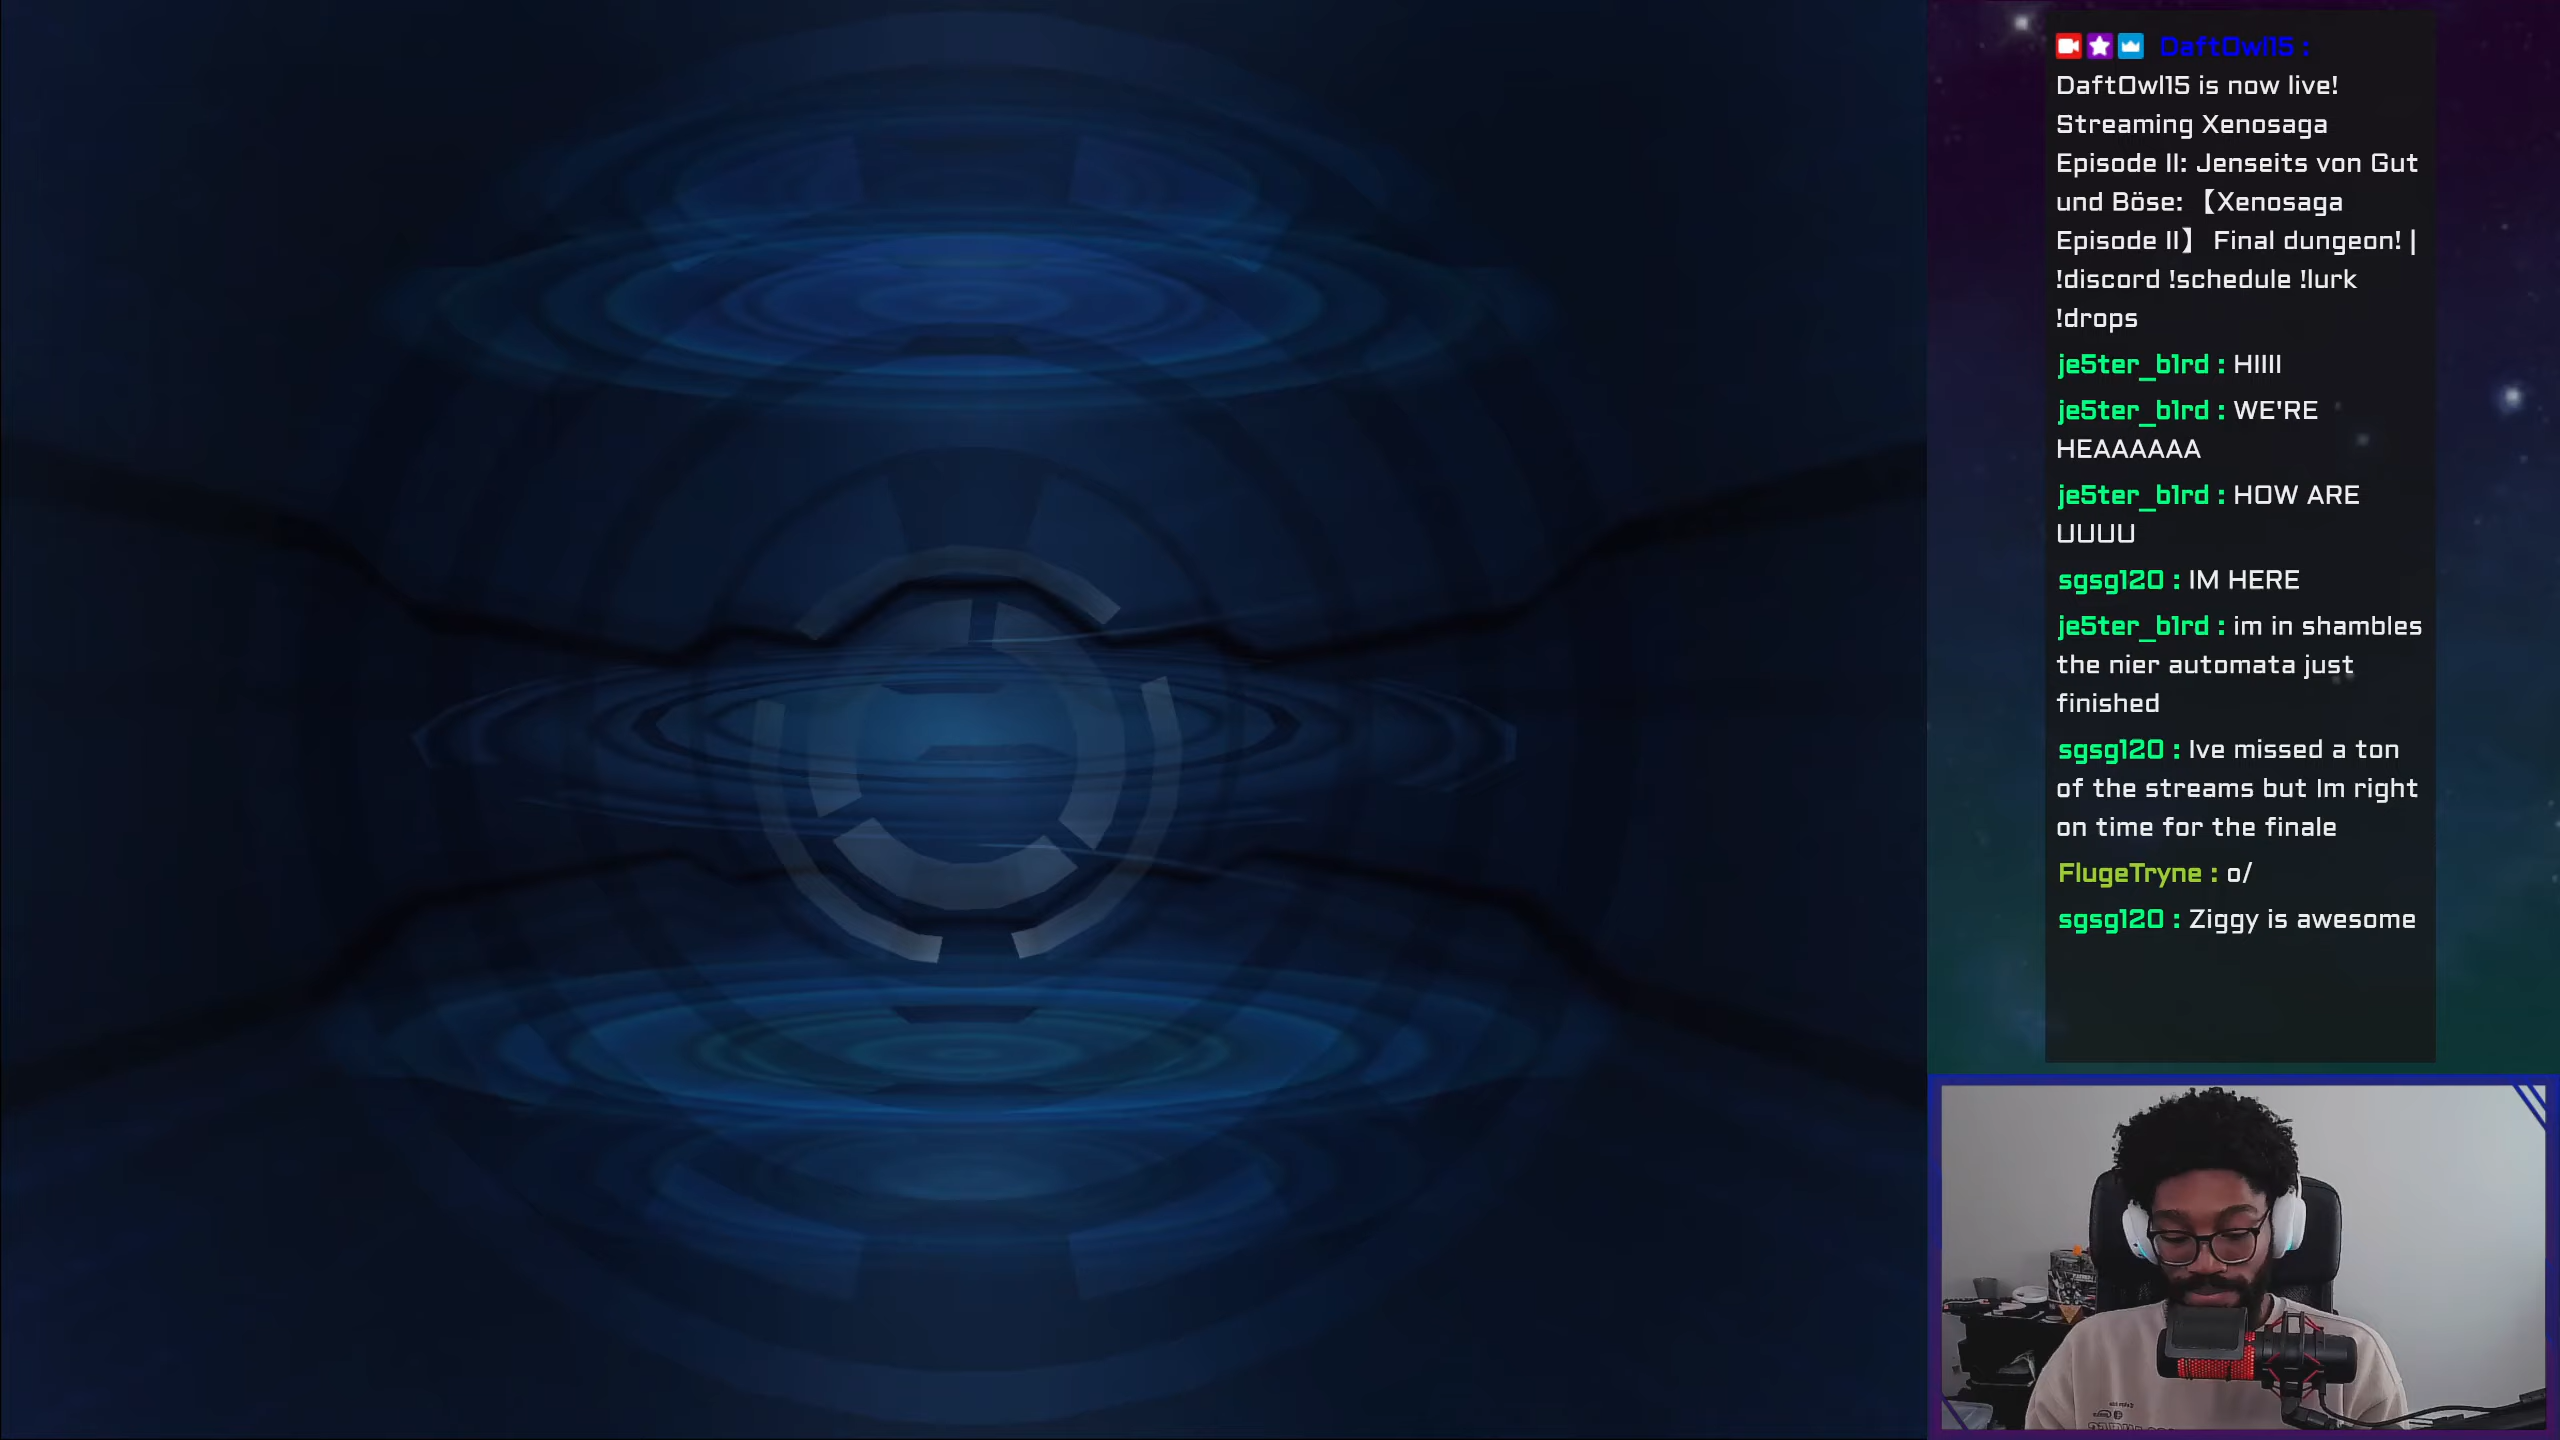 DaftOwl15 :
DaftOwl15 is now live!
Streaming Xenosaga
Episode II: Jenseits von Gut
und Böse: 【Xenosaga
Episode II】 Final dungeon! |
!discord !schedule !lurk
!drops
je5ter_b1rd : HIIII
je5ter_b1rd : WE'RE
HEAAAAAA
je5ter_b1rd : HOW ARE
UUUU
sgsg120 : IM HERE
je5ter_b1rd : im in shambles
the nier automata just
finished
sgsg120 : Ive missed a ton
of the streams but Im right
on time for the finale
FlugeTryne : o/
sgsg120 : Ziggy is awesome